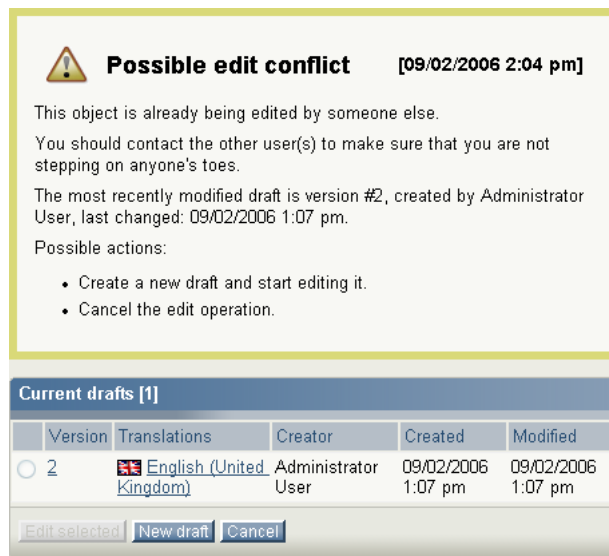 Possible edit conflict [09/02/2006 2:04 pm]
This object is already being edited by someone else.
You should contact the other user(s) to make sure that you are not
stepping on anyone's toes.
The most recently modified draft is version #2, created by Administrator
User, last changed: 09/02/2006 1:07 pm.
Possible actions:
• Create a new draft and start editing it.
• Cancel the edit operation.
Current drafts [1]
Version Translations Creator Created Modified
2 English (United Administrator 09/02/2006 09/02/2006
Kingdom) User 1:07 pm 1:07 pm
Edit selected New draft Cancel